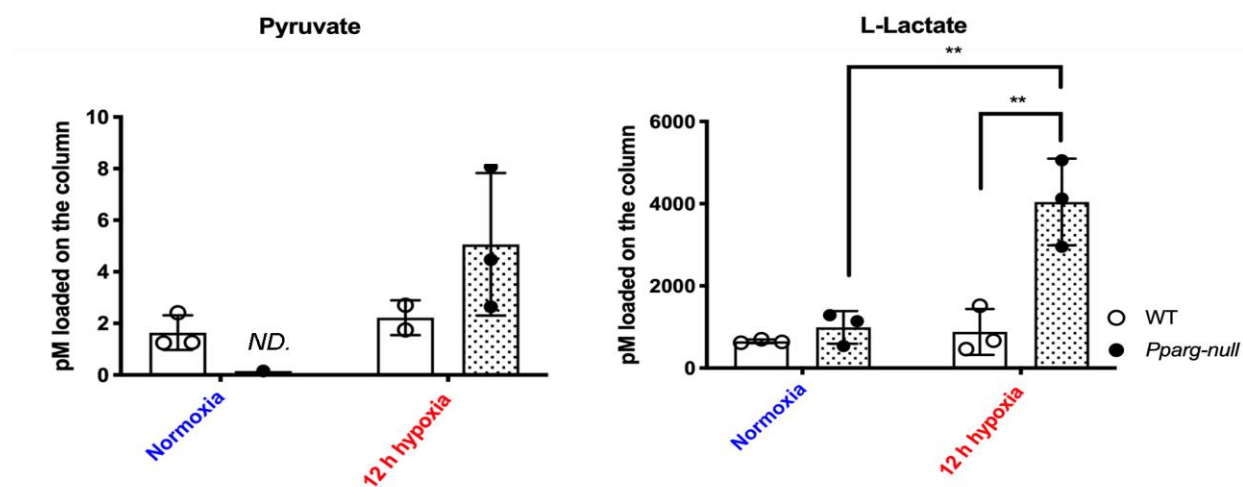 Pyruvate
pM loaded on the column
10
8
6
4
2
0
ND.
Normoxia
12 h hypoxia
L-Lactate
**
**
pM loaded on the column
6000
4000
2000
0
Normoxia
12 h hypoxia
WT
Pparg-null